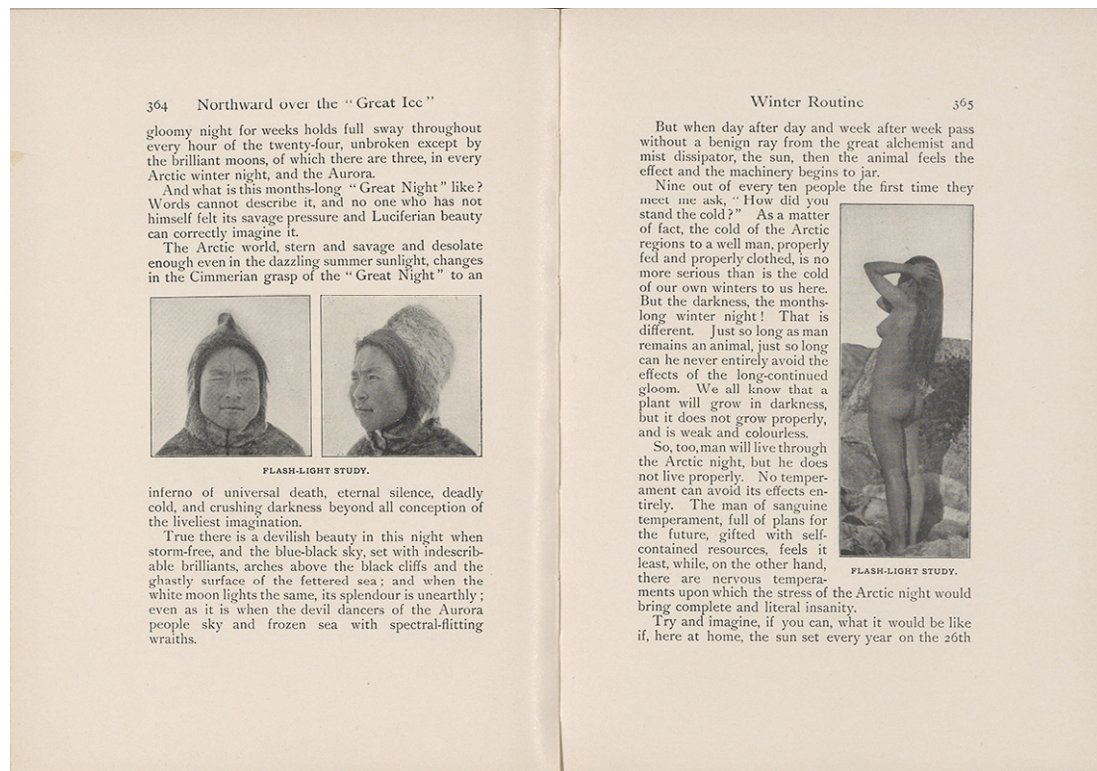 364 Northward over the "Great Ice"
gloomy night for weeks holds full sway throughout
every hour of the twenty-four, unbroken except by
the brilliant moons, of which there are three, in every
Arctic winter night, and the Aurora.
And what is this months-long "Great Night" like?
Words cannot describe it, and no one who has not
himself felt its savage pressure and Luciferian beauty
can correctly imagine it.
The Arctic world, stern and savage and desolate
enough even in the dazzling summer sunlight, changes
in the Cimmerian grasp of the "Great Night" to an
FLASH-LIGHT STUDY.
inferno of universal death, eternal silence, deadly
cold, and crushing darkness beyond all conception of
the liveliest imagination.
True there is a devilish beauty in this night when
storm-free, and the blue-black sky, set with indescrib-
able brilliants, arches above the black cliffs and the
ghastly surface of the fettered sea; and when the
white moon lights the same, its splendour is unearthly;
even as it is when the devil dancers of the Aurora
people sky and frozen sea with spectral-flitting
wraiths.
Winter Routine 365
But when day after day and week after week pass
without a benign ray from the great alchemist and
mist dissipator, the sun, then the animal feels the
effect and the machinery begins to jar.
Nine out of every ten people the first time they
meet me ask, "How did you
stand the cold?" As a matter
of fact, the cold of the Arctic
regions to a well man, properly
fed and properly clothed, is no
more serious than is the cold
of our own winters to us here.
But the darkness, the months-
long winter night! That is
different. Just so long as man
remains an animal, just so long
can he never entirely avoid the
effects of the long-continued
gloom. We all know that a
plant will grow in darkness,
but it does not grow properly,
and is weak and colourless.
So, too, man will live through
the Arctic night, but he does
not live properly. No temper-
ament can avoid its effects en-
tirely. The man of sanguine
temperament, full of plans for
the future, gifted with self-
contained resources, feels it
least, while, on the other hand,
there are nervous tempera-
FLASH-LIGHT STUDY.
ments upon which the stress of the Arctic night would
bring complete and literal insanity.
Try and imagine, if you can, what it would be like
if, here at home, the sun set every year on the 26th